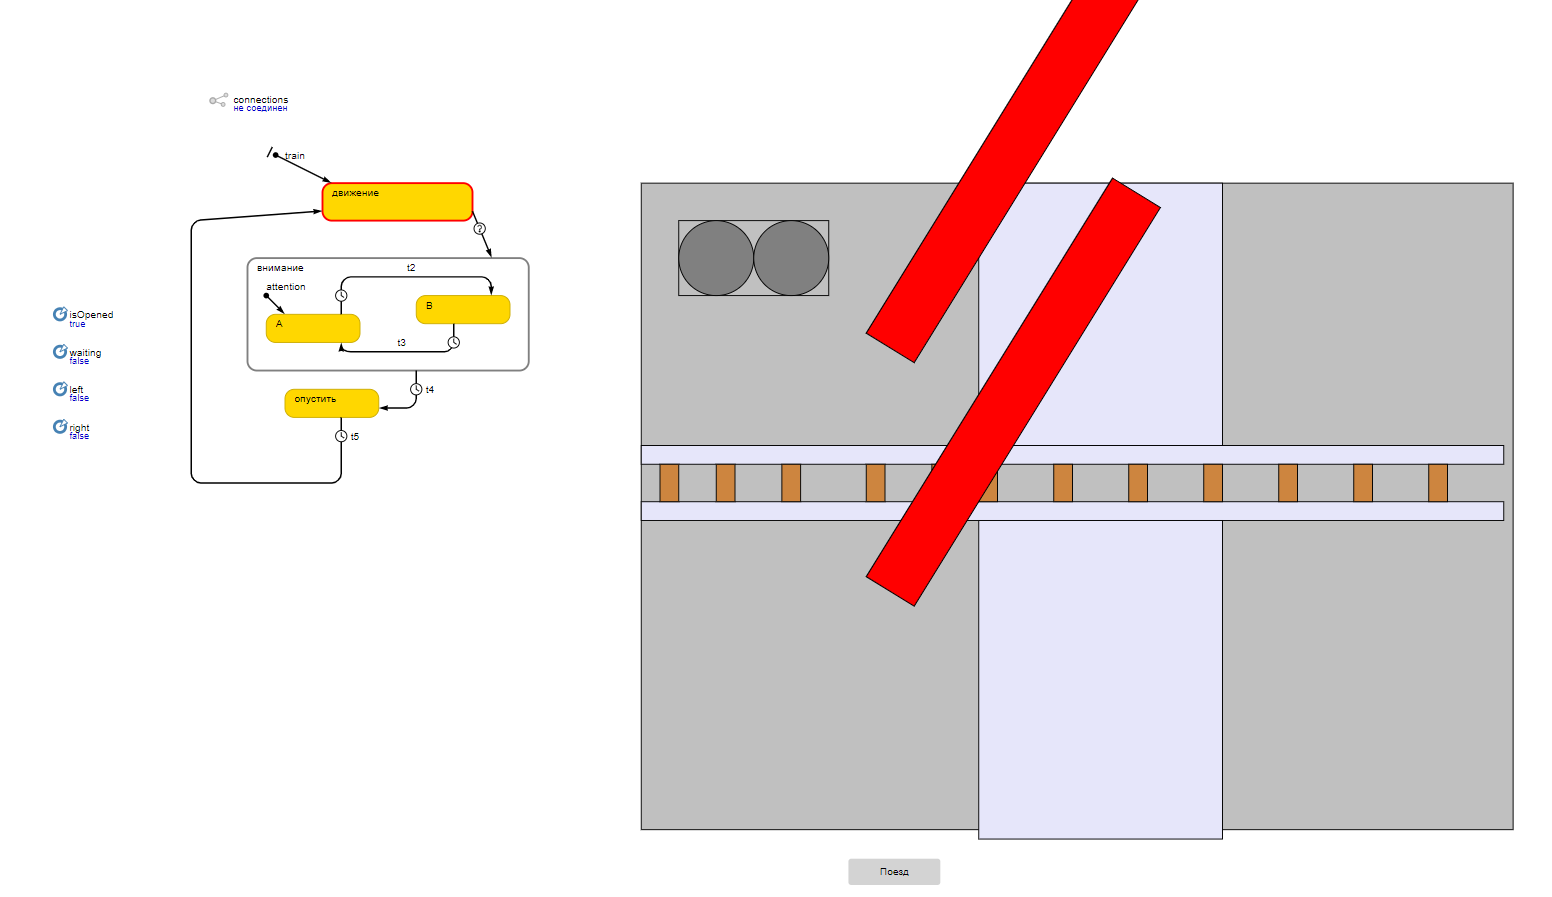 connections
не соединен
train
движение
?
внимание
t2
attention
B
A
t3
isOpened
true
waiting
false
left
false
right
false
t4
опустить
t5
Поезд